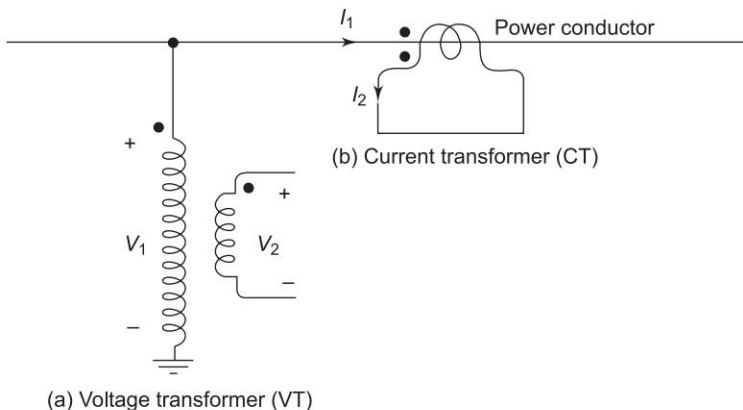 I1
Power conductor
I2
(b) Current transformer (CT)
+
+
V1
V2
–
–
(a) Voltage transformer (VT)